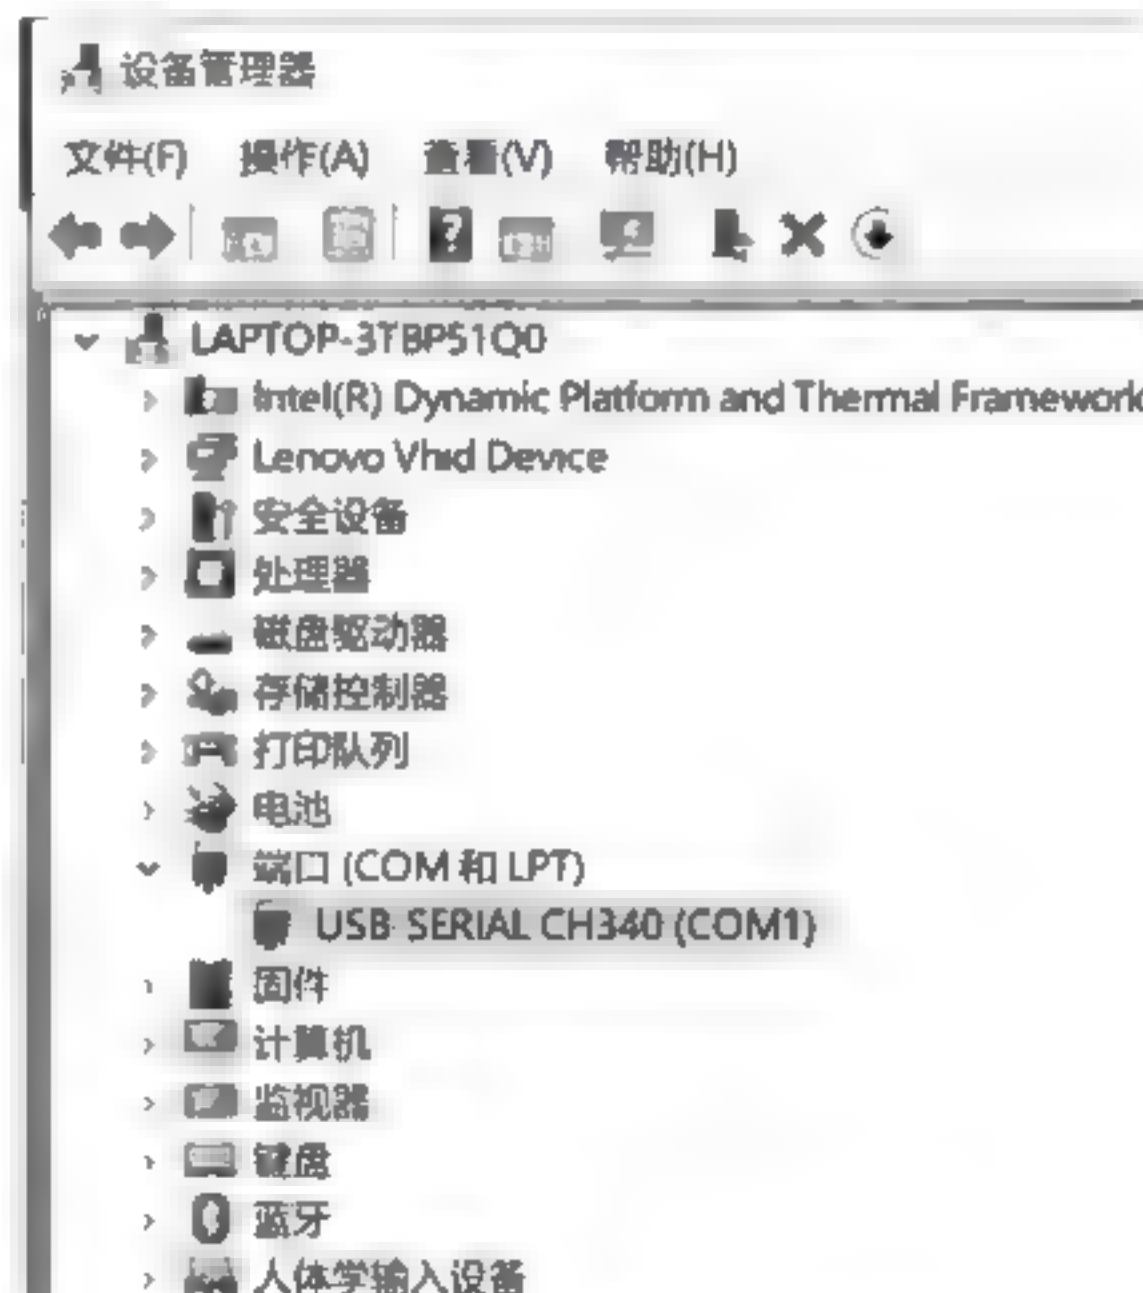 设备管理器
文件(F) 操作(A) 查看(V) 帮助(H)
LAPTOP-3TBP51Q0
Intel(R) Dynamic Platform and Thermal Framework
Lenovo Vhid Device
安全设备
处理器
磁盘驱动器
存储控制器
打印队列
电池
端口 (COM 和 LPT)
USB-SERIAL CH340 (COM1)
固件
计算机
监视器
键盘
蓝牙
人体学输入设备